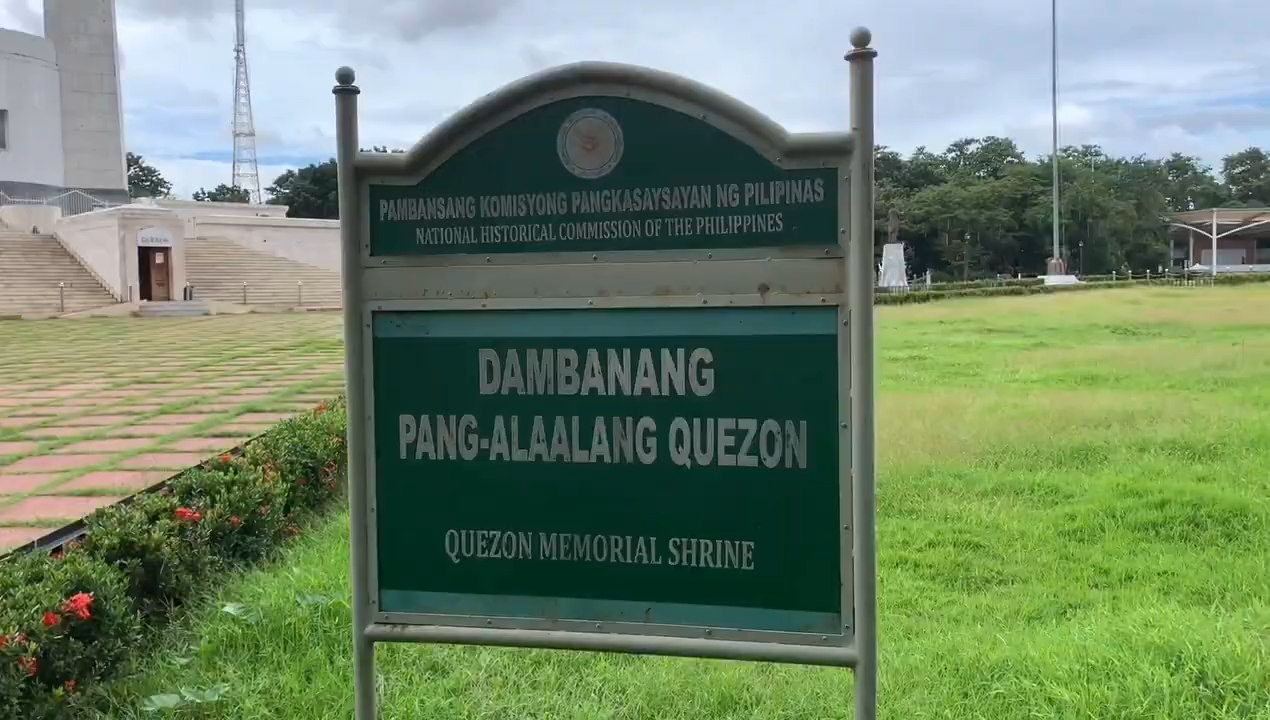 PAMBANSANG KOMISYONG PANGKASAYSAYAN NG PILIPINAS
NATIONAL HISTORICAL COMMISSION OF THE PHILIPPINES
DAMBANANG
PANG-ALAALANG QUEZON
QUEZON MEMORIAL SHRINE